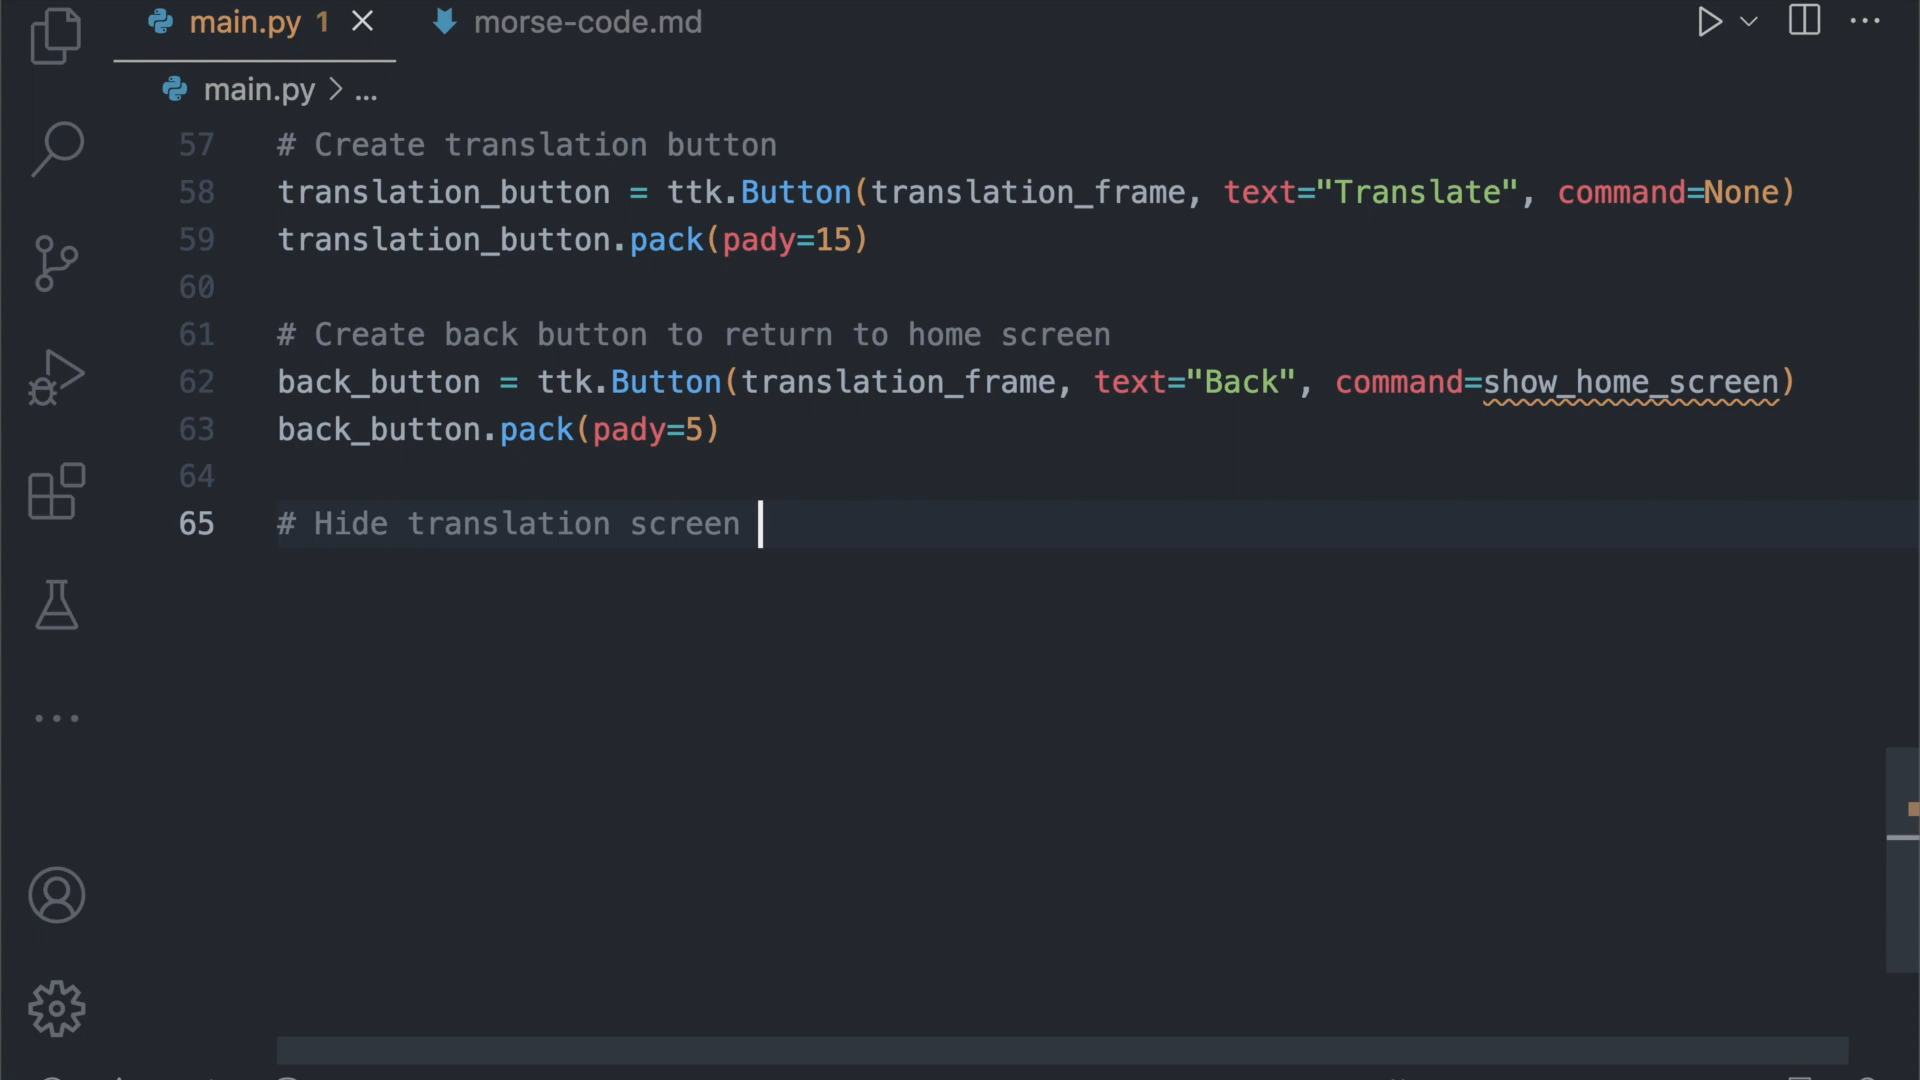 main.py 1
morse-code.md
main.py > ...
57 # Create translation button
58 translation_button = ttk.Button(translation_frame, text="Translate", command=None)
59 translation_button.pack(pady=15)
60
61 # Create back button to return to home screen
62 back_button = ttk.Button(translation_frame, text="Back", command=show_home_screen)
63 back_button.pack(pady=5)
64
65 # Hide translation screen